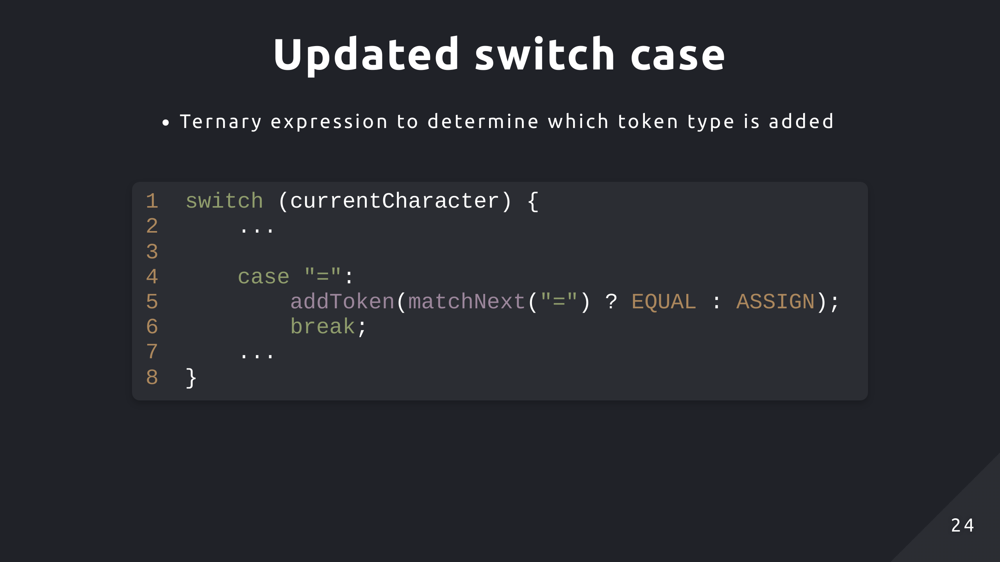 Updated switch case
• Ternary expression to determine which token type is added
1  switch (currentCharacter) {
2      ...
3
4      case "=":
5          addToken(matchNext("=") ? EQUAL : ASSIGN);
6          break;
7      ...
8  }
24